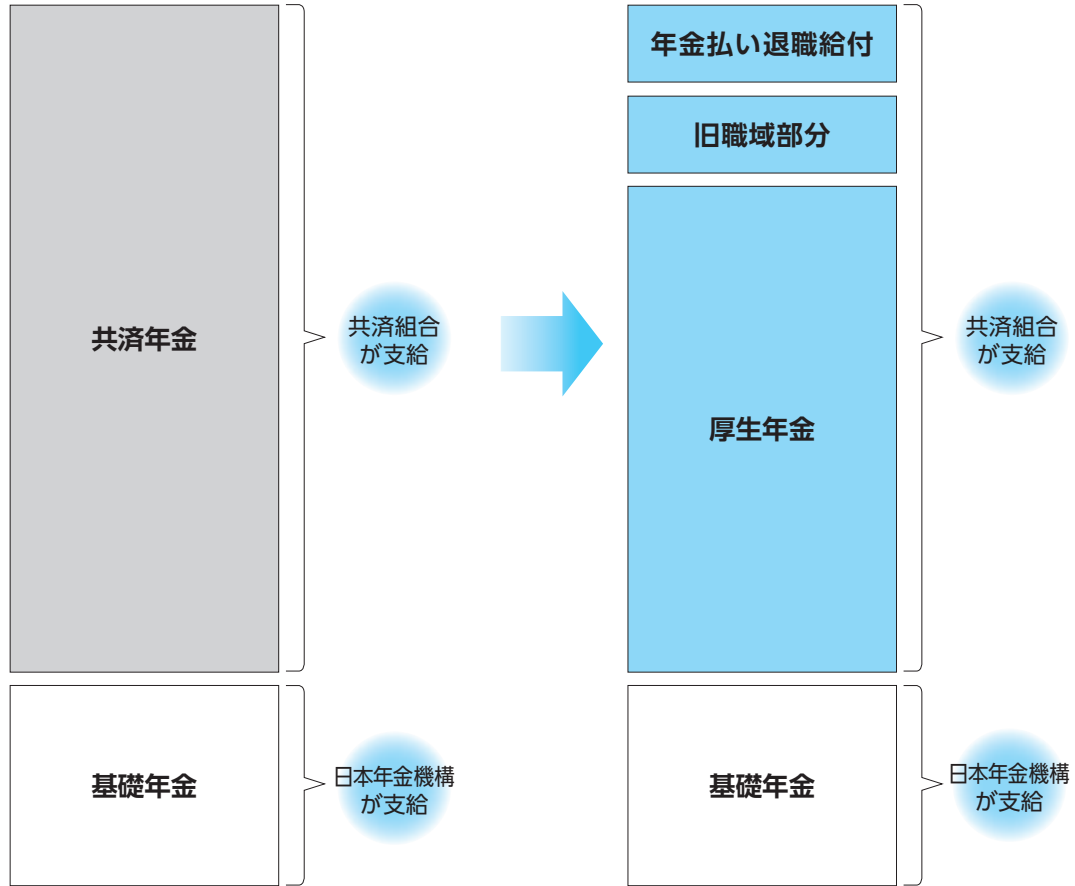 共済年金
共済組合
が支給
基礎年金
日本年金機構
が支給
年金払い退職給付
旧職域部分
厚生年金
共済組合
が支給
基礎年金
日本年金機構
が支給